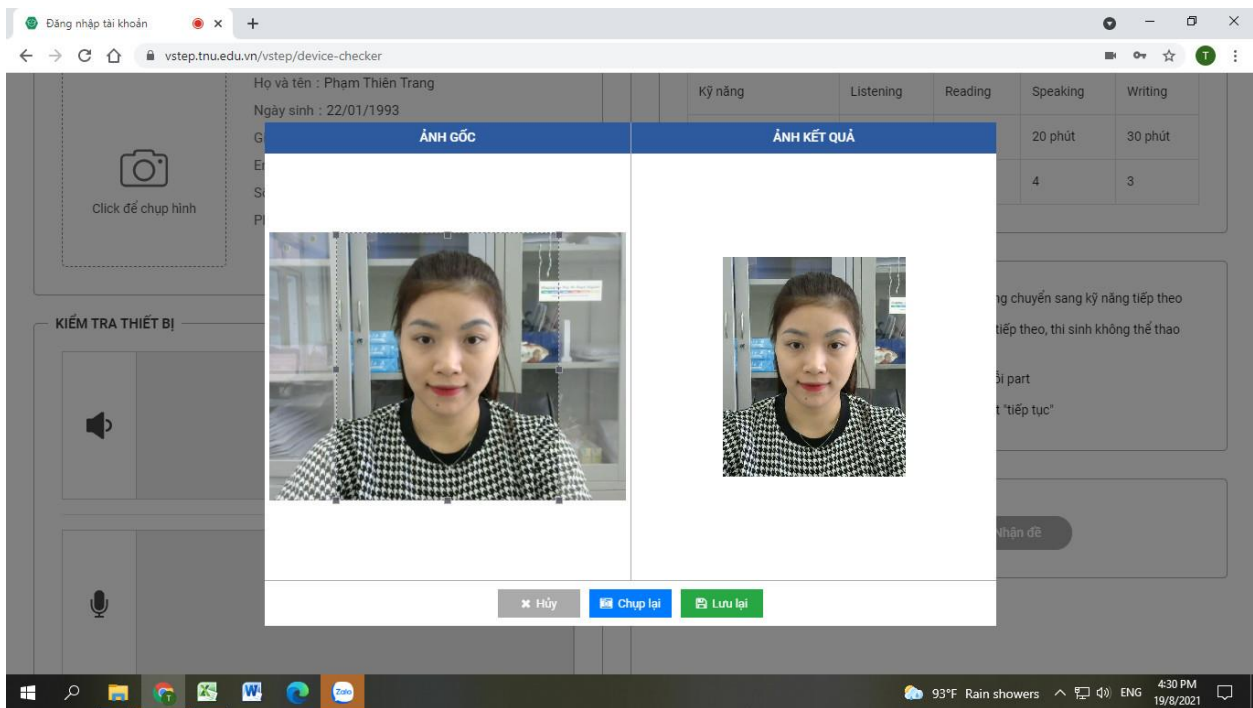 Đăng nhập tài khoản
vstep.tnu.edu.vn/vstep/device-checker
T
Họ và tên : Phạm Thiên Trang
Ngày sinh : 22/01/1993
Click để chụp hình
Kỹ năng Listening Reading Speaking Writing
20 phút 30 phút
4 3
ẢNH GỐC ẢNH KẾT QUẢ
KIỂM TRA THIẾT BỊ
chuyển sang kỹ năng tiếp theo
tiếp theo, thi sinh không thể thao
part
"tiếp tục"
Nhận đề
Hủy Chụp lại Lưu lại
Zalo
93°F Rain showers ENG 4:30 PM
19/8/2021